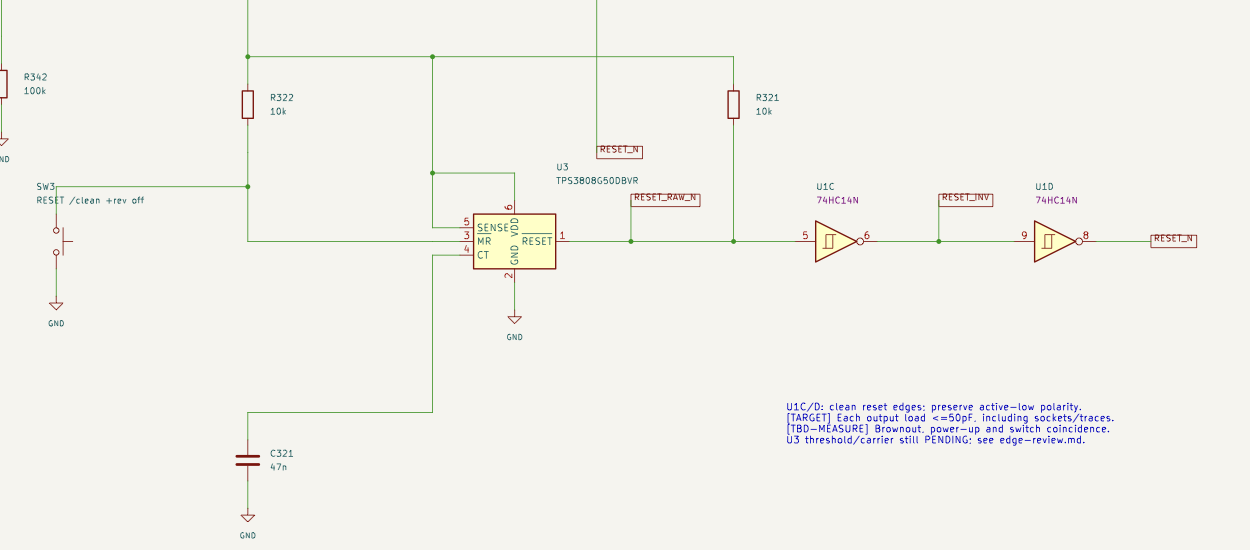 R342
100k
ND
R322
10k
R321
10k
RESET_N
U3
TPS3808G50DBVR
SW3
RESET /clean +rev off
RESET_RAW_N
U1C
74HC14N
RESET_INV
U1D
74HC14N
6
5
SENSE
VDD
3
MR
RESET
1
4
CT
GND
2
5
6
9
8
RESET_N
GND
GND
U1C/D: clean reset edges; preserve active-low polarity.
[TARGET] Each output load <=50pF, including sockets/traces.
[TBD-MEASURE] Brownout, power-up and switch coincidence.
U3 threshold/carrier still PENDING; see edge-review.md.
C321
47n
GND